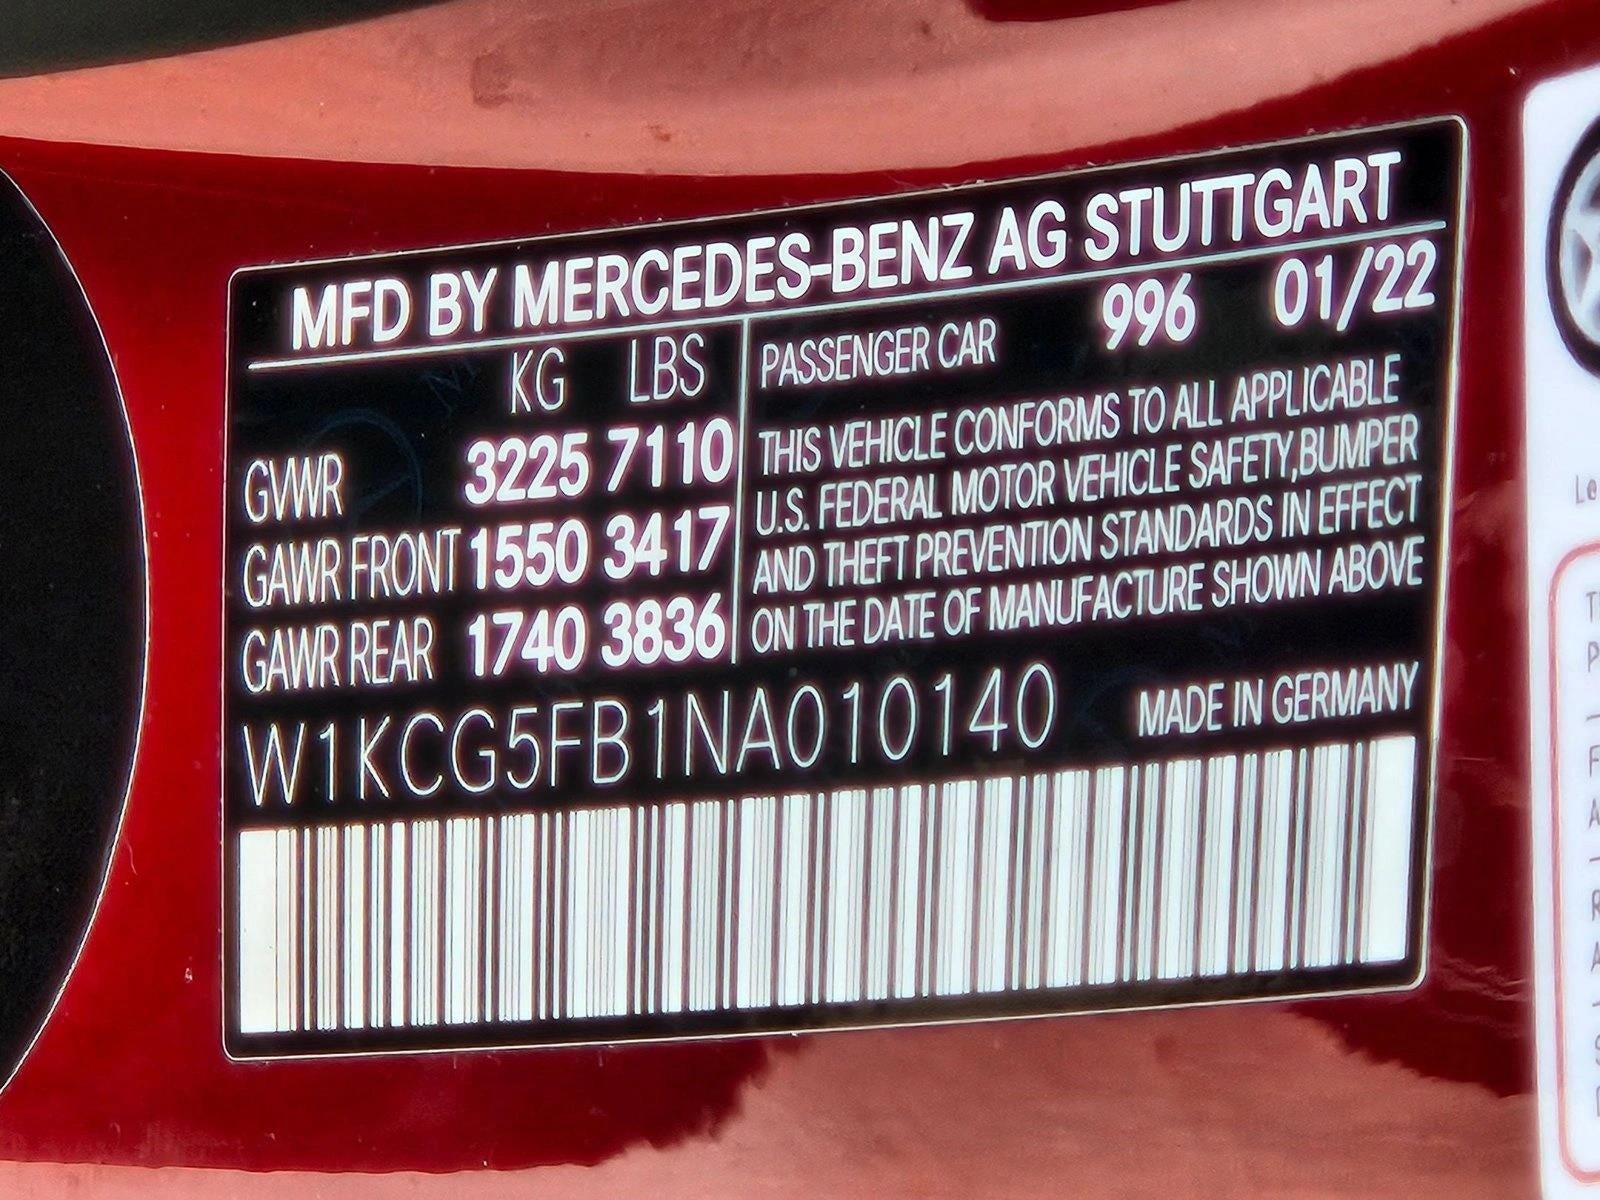 MFD BY MERCEDES-BENZ AG STUTTGART
KG LBS
GVWR 3225 7110
GAWR FRONT 1550 3417
GAWR REAR 1740 3836
PASSENGER CAR 996 01/22
THIS VEHICLE CONFORMS TO ALL APPLICABLE
U.S. FEDERAL MOTOR VEHICLE SAFETY,BUMPER
AND THEFT PREVENTION STANDARDS IN EFFECT
ON THE DATE OF MANUFACTURE SHOWN ABOVE
W1KCG5FB1NA010140 MADE IN GERMANY